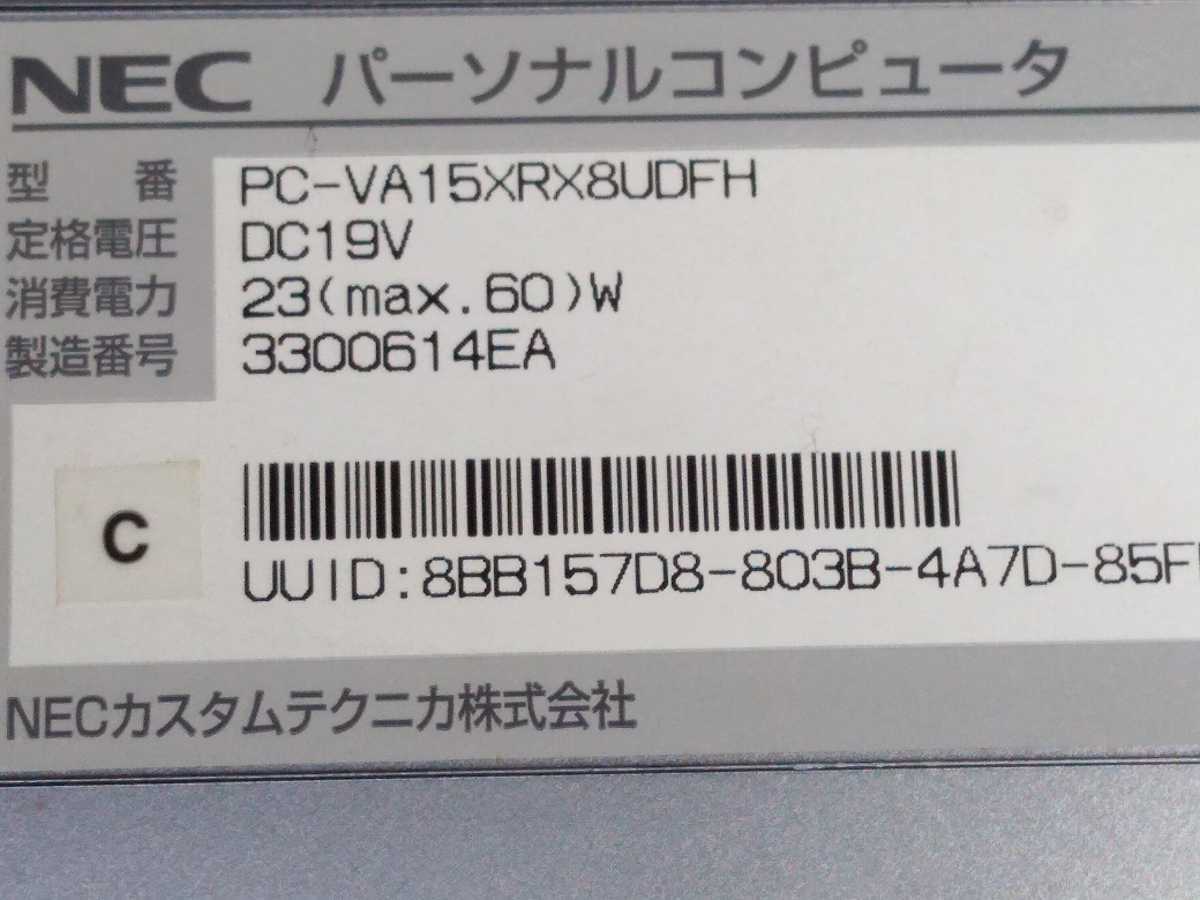 NEC パーソナルコンピュータ
型番 PC-VA15XRX8UDFH
定格電圧 DC19V
消費電力 23(max.60)W
製造番号 3300614EA
C
UUID:8BB157D8-803B-4A7D-85F
NECカスタムテクニカ株式会社